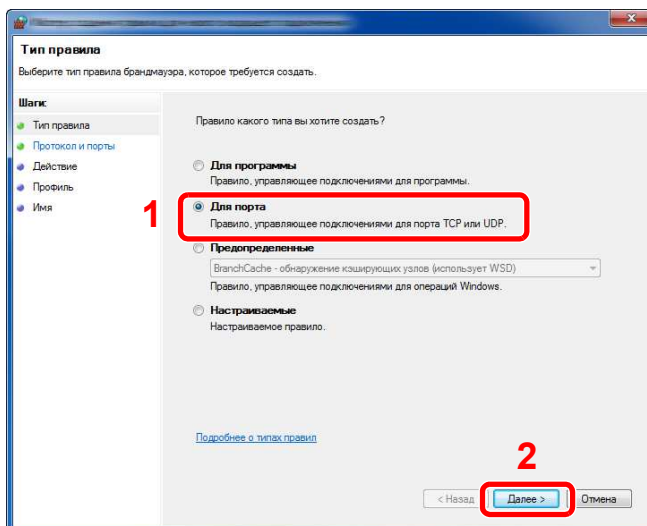 Тип правила
Выберите тип правила брандмауэра, которое требуется создать.
Шаги:
Тип правила
Протокол и порты
Действие
Профиль
Имя
Правило какого типа вы хотите создать?
Для программы
Правило, управляющее подключениями для программы.
1
Для порта
Правило, управляющее подключениями для порта TCP или UDP.
Предопределенные
BranchCache - обнаружение кэширующих узлов (использует WSD)
Правило, управляющее подключениями для операций Windows.
Настраиваемые
Настраиваемое правило.
Подробнее о типах правил
2
< Назад
Далее >
Отмена